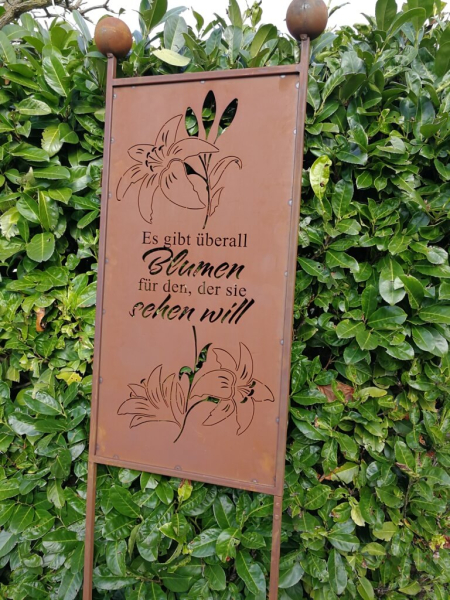 Es gibt überall
Blumen
für den, der sie
sehen will